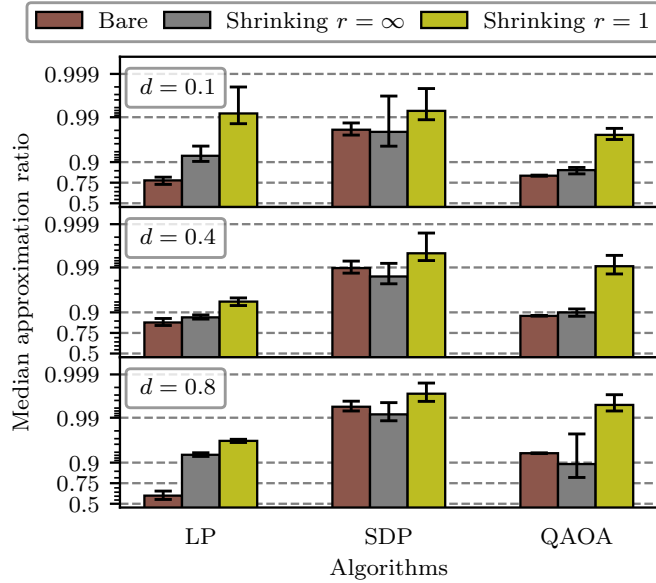 Bare Shrinking r = ∞ Shrinking r = 1
Median approximation ratio
d = 0.1
0.999
0.99
0.9
0.75
0.5
d = 0.4
0.999
0.99
0.9
0.75
0.5
d = 0.8
0.999
0.99
0.9
0.75
0.5
LP SDP QAOA
Algorithms